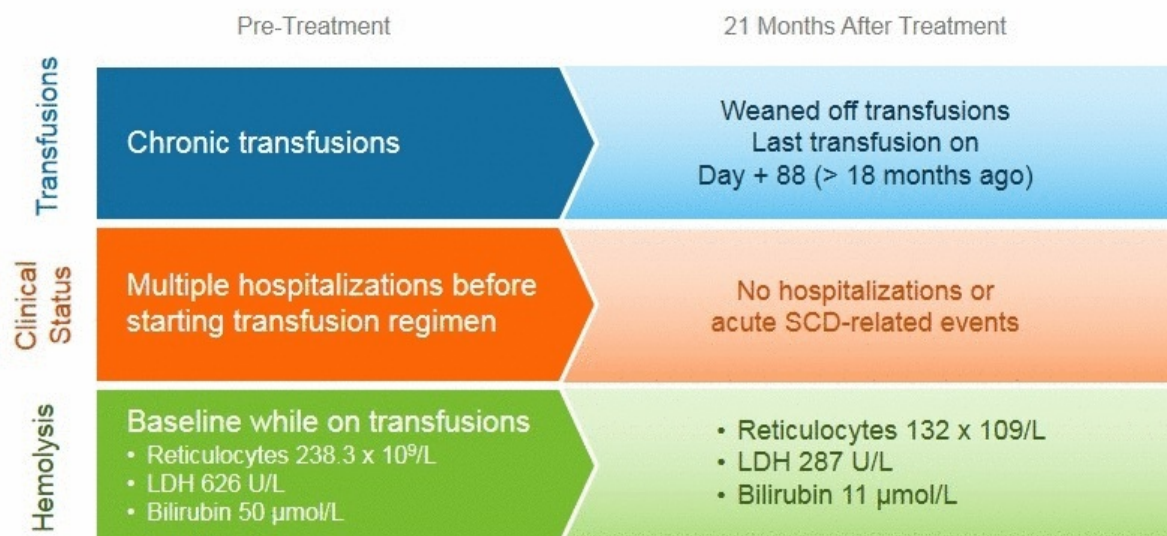 Pre-Treatment
21 Months After Treatment
Transfusions
Chronic transfusions
Weaned off transfusions
Last transfusion on
Day + 88 (> 18 months ago)
Clinical
Status
Multiple hospitalizations before
starting transfusion regimen
No hospitalizations or
acute SCD-related events
Hemolysis
Baseline while on transfusions
• Reticulocytes 238.3 x 10⁹/L
• LDH 626 U/L
• Bilirubin 50 µmol/L
• Reticulocytes 132 x 109/L
• LDH 287 U/L
• Bilirubin 11 µmol/L